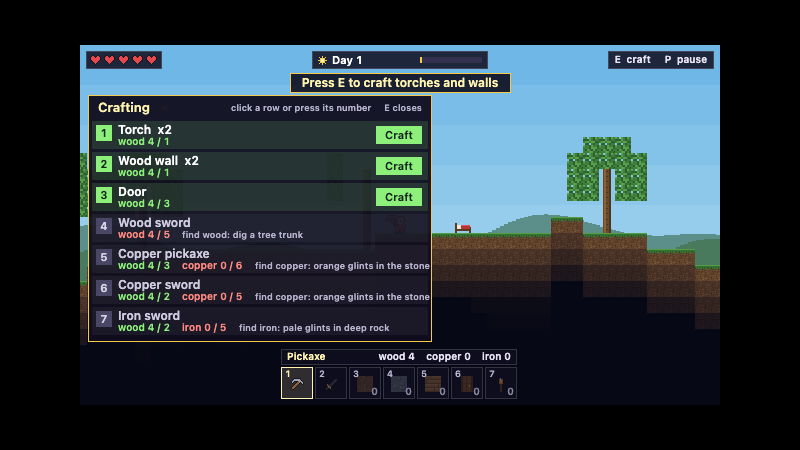 Day 1
E craft P pause
Press E to craft torches and walls
Crafting click a row or press its number E closes
1 Torch x2
wood 4 / 1
Craft
2 Wood wall x2
wood 4 / 1
Craft
3 Door
wood 4 / 3
Craft
4 Wood sword
wood 4 / 5 find wood: dig a tree trunk
5 Copper pickaxe
wood 4 / 3 copper 0 / 6 find copper: orange glints in the stone
6 Copper sword
wood 4 / 2 copper 0 / 5 find copper: orange glints in the stone
7 Iron sword
wood 4 / 2 iron 0 / 5 find iron: pale glints in deep rock
Pickaxe wood 4 copper 0 iron 0
1 2 3 4 5 6 7
0 0 0 0 0